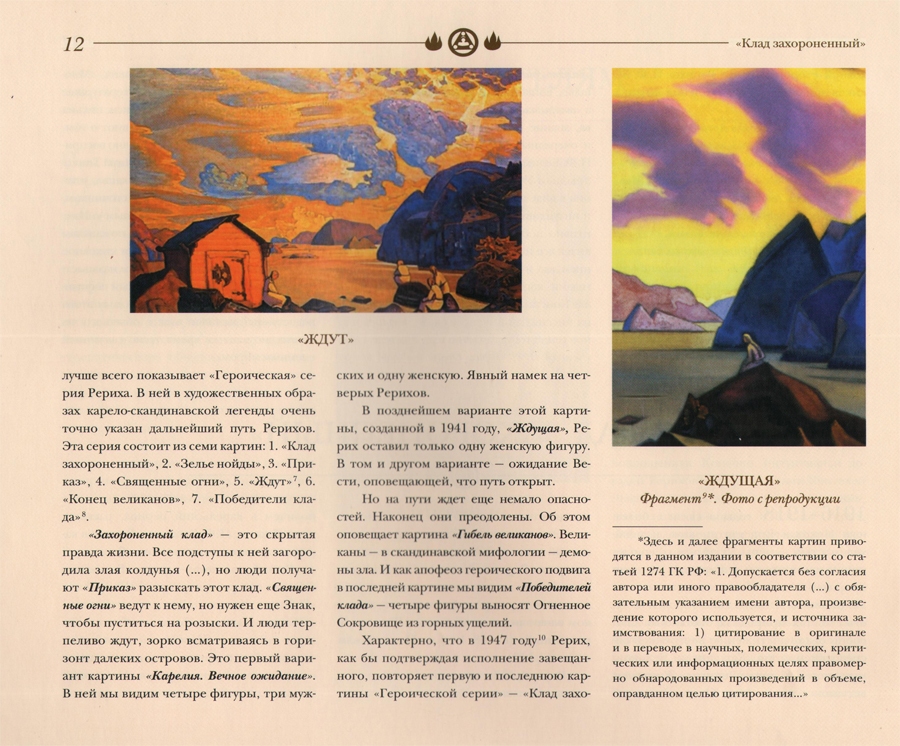 12
«Клад захороненный»
«ЖДУТ»
лучше всего показывает «Героическая» се-
рия Рериха. В ней в художественных обра-
зах карело-скандинавской легенды очень
точно указан дальнейший путь Рерихов.
Эта серия состоит из семи картин: 1. «Клад
захороненный», 2. «Зелье нойды», 3. «При-
каз», 4. «Священные огни», 5. «Ждут»⁷, 6.
«Конец великанов», 7. «Победители кла-
да»⁸.
«Захороненный клад» – это скрытая
правда жизни. Все подступы к ней загоро-
дила злая колдунья (...), но люди получа-
ют «Приказ» разыскать этот клад. «Священ-
ные огни» ведут к нему, но нужен еще Знак,
чтобы пуститься на розыски. И люди тер-
пеливо ждут, зорко всматриваясь в гори-
зонт далеких островов. Это первый вари-
ант картины «Карелия. Вечное ожидание».
В ней мы видим четыре фигуры, три муж-
ских и одну женскую. Явный намек на чет-
верых Рерихов.
В позднейшем варианте этой карти-
ны, созданной в 1941 году, «Ждущая», Ре-
рих оставил только одну женскую фигуру.
В том и другом варианте – ожидание Ве-
сти, оповещающей, что путь открыт.
Но на пути ждет еще немало опасно-
стей. Наконец они преодолены. Об этом
оповещает картина «Гибель великанов». Вели-
каны – в скандинавской мифологии – демо-
ны зла. И как апофеоз героического подвига
в последней картине мы видим «Победителей
клада» – четыре фигуры выносят Огненное
Сокровище из горных ущелий.
Характерно, что в 1947 году¹⁰ Рерих,
как бы подтверждая исполнение завещан-
ного, повторяет первую и последнюю кар-
тины «Героической серии» – «Клад захо-
«ЖДУЩАЯ»
Фрагмент⁹*. Фото с репродукции
*Здесь и далее фрагменты картин приво-
дятся в данном издании в соответствии со ста-
тьей 1274 ГК РФ: «1. Допускается без согласия
автора или иного правообладателя (...) с обя-
зательным указанием имени автора, произве-
дение которого используется, и источника за-
имствования: 1) цитирование в оригинале
и в переводе в научных, полемических, крити-
ческих или информационных целях правомер-
но обнародованных произведений в объеме,
оправданном целью цитирования...»